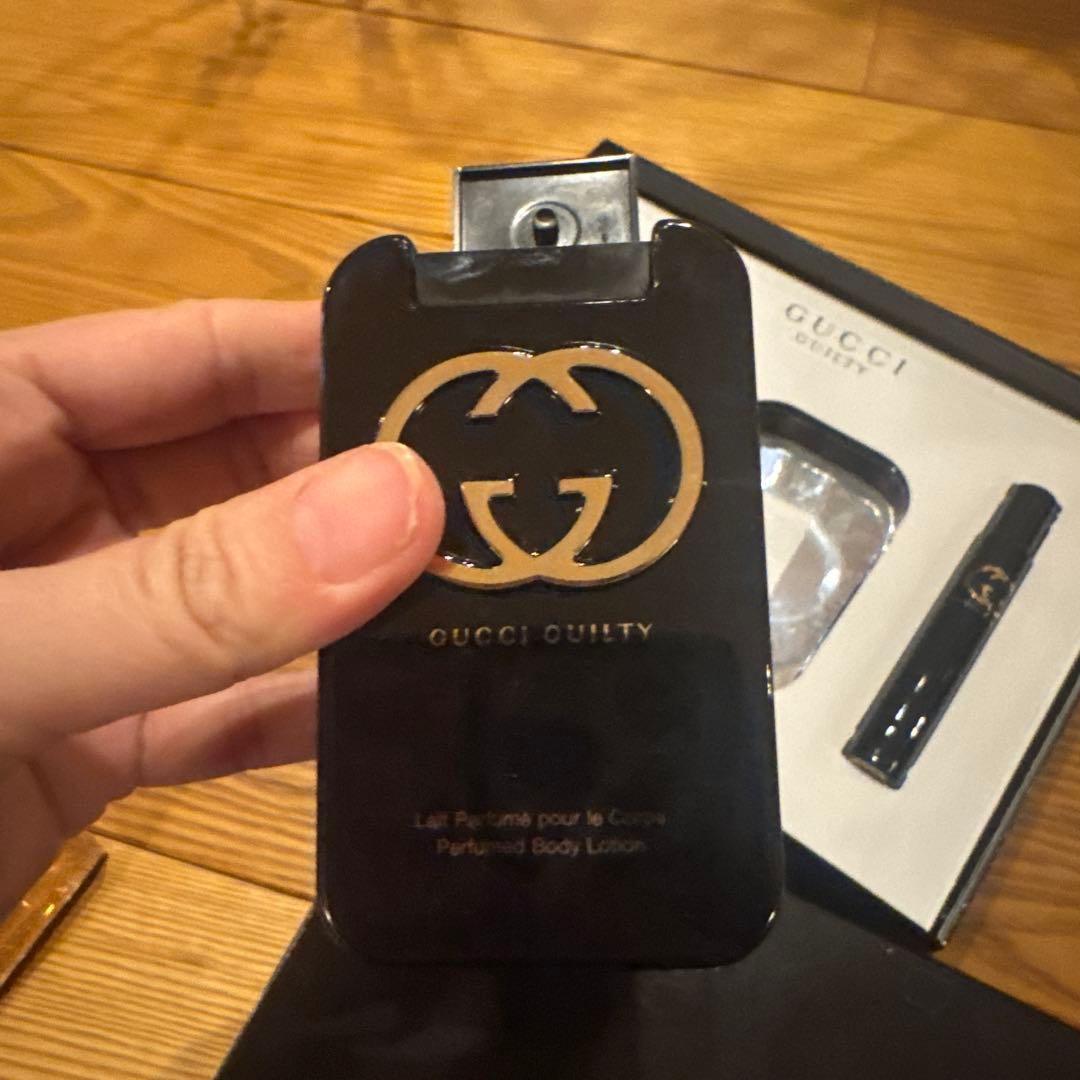 GUCCI GUILTY
Lait Parfumé pour le Corps
Perfumed Body Lotion
GUCCI
GUILTY